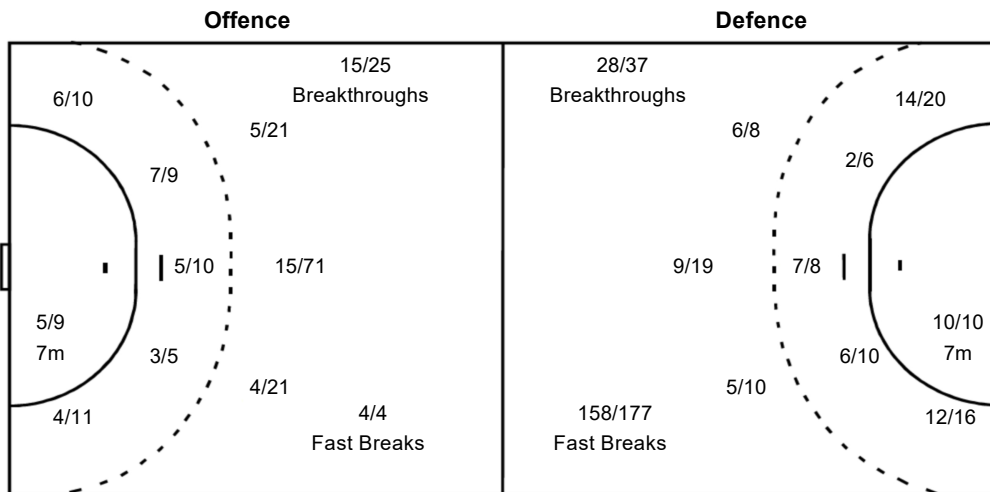 Offence
Defence
15/25
Breakthroughs
28/37
Breakthroughs
6/10
14/20
5/21
6/8
7/9
2/6
5/10
15/71
9/19
7/8
5/9
7m
10/10
7m
3/5
6/10
4/21
5/10
4/11
4/4
Fast Breaks
158/177
Fast Breaks
12/16